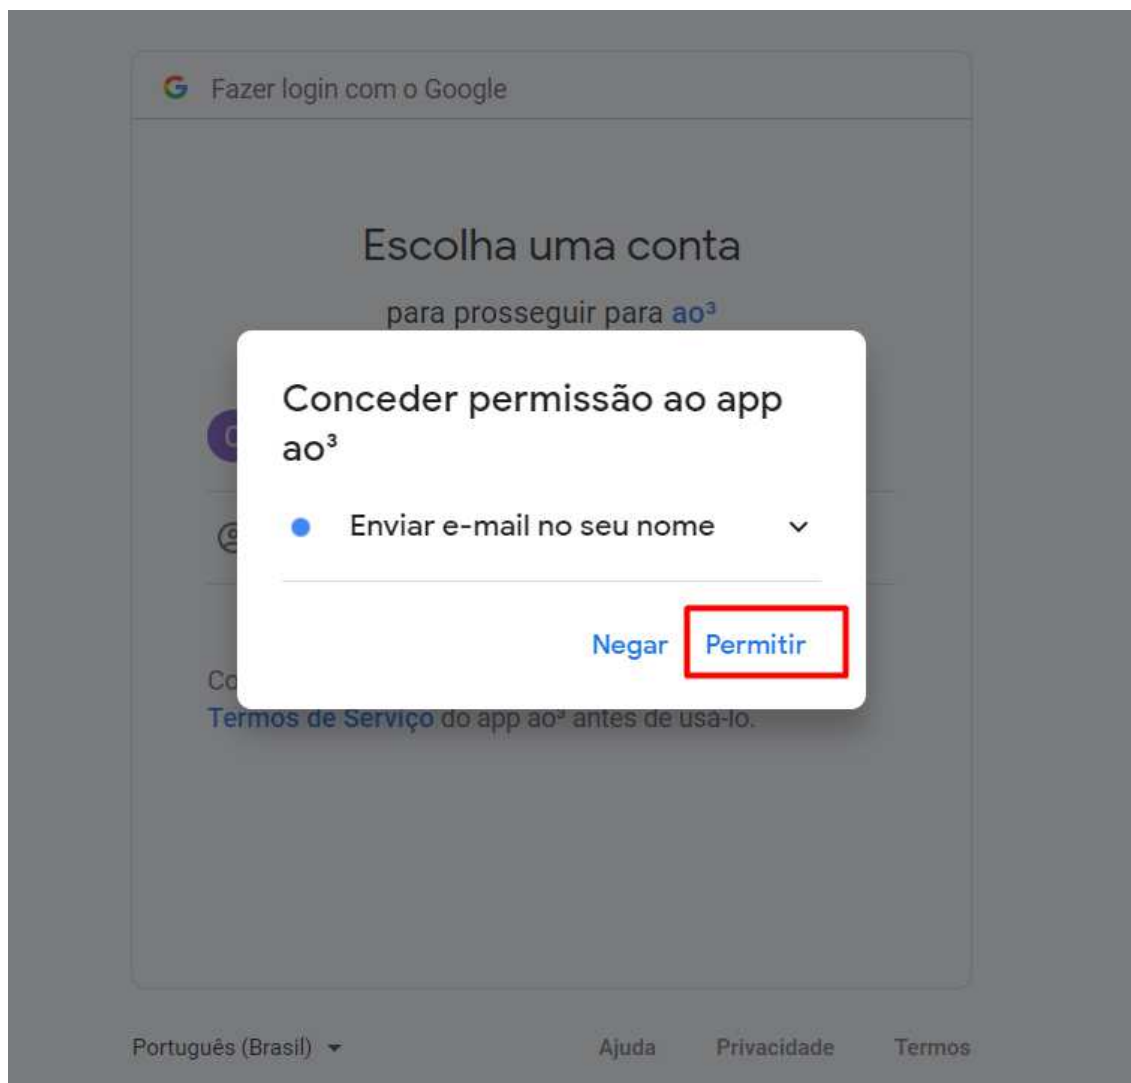 Fazer login com o Google
Escolha uma conta
para prosseguir para ao³
Conceder permissão ao app
ao³
Enviar e-mail no seu nome
Negar Permitir
Co
Termos de Serviço do app ao³ antes de usá-lo.
Português (Brasil) Ajuda Privacidade Termos